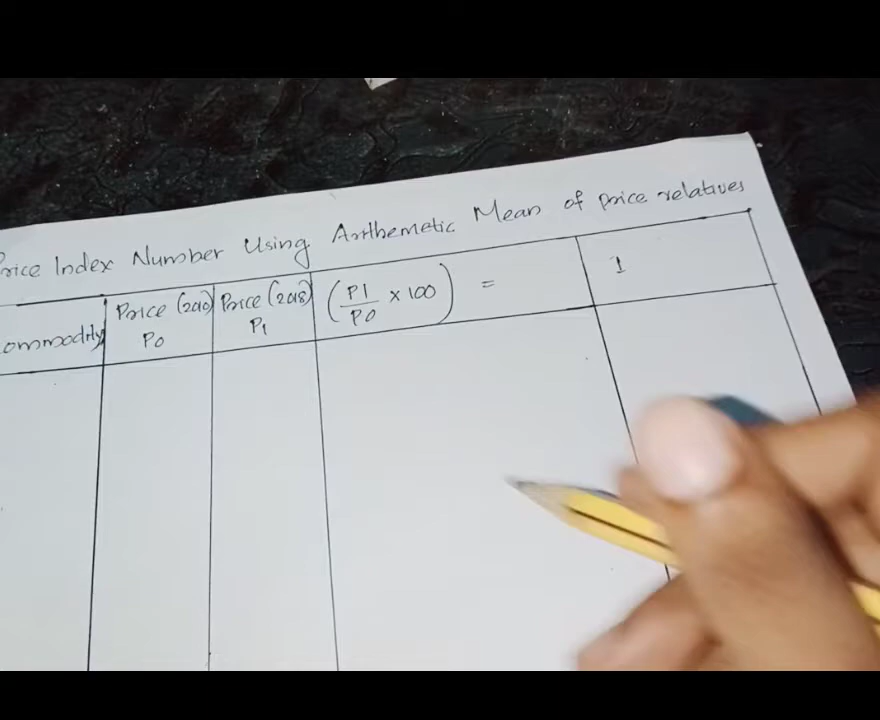 rice Index Number Using Arithemetic Mean of price relatives
ommodity Price (2010) P0 Price (2018) P1 (P1/P0 × 100) = 1